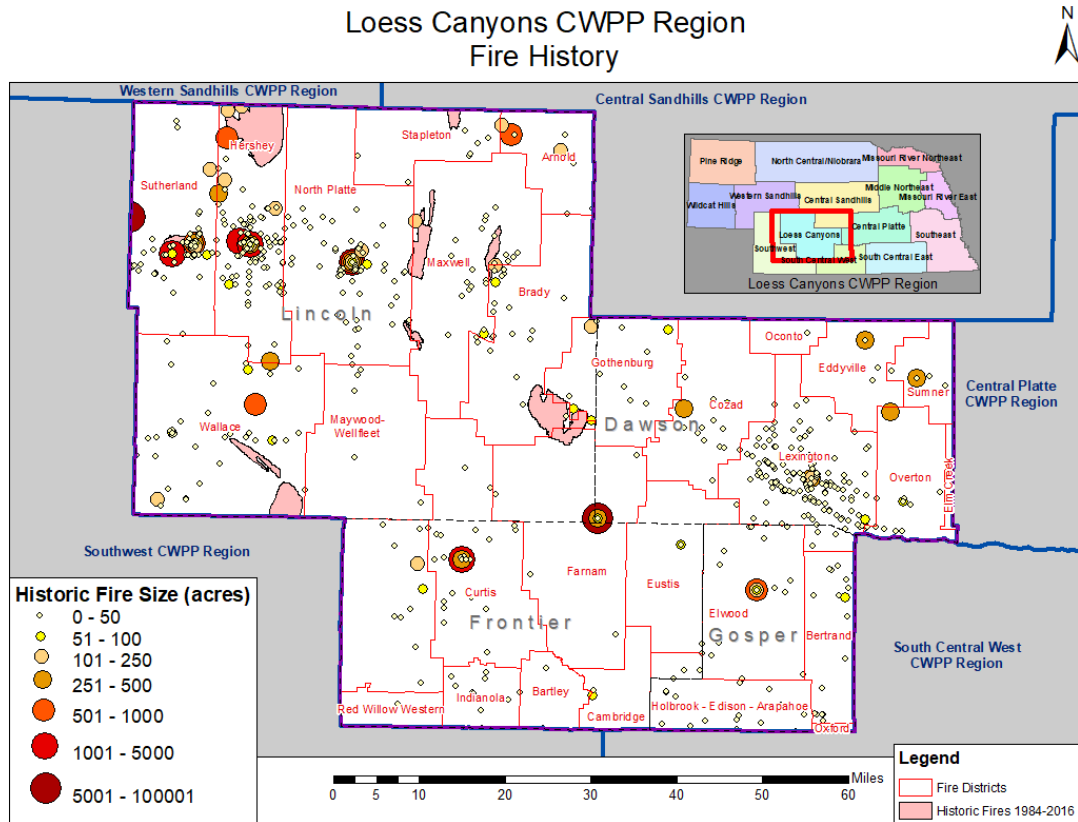 Loess Canyons CWPP Region
Fire History
N
Western Sandhills CWPP Region
Central Sandhills CWPP Region
Stapleton
Hershey
Arnold
Sutherland
North Platte
Maxwell
Brady
Lincoln
Pine Ridge
North Central/Niobrara
Missouri River Northeast
Middle Northeast
Wildcat Hills
Western Sandhills
Central Sandhills
Missouri River East
Loess Canyons
Central Platte
Southeast
Southwest
South Central West
South Central East
Loess Canyons CWPP Region
Oconto
Gothenburg
Eddyville
Sumner
Central Platte
CWPP Region
Cozad
Dawson
Wallace
Maywood-
Wellfleet
Lexington
Overton
Elm Creek
Southwest CWPP Region
Farnam
Eustis
Curtis
Elwood
Frontier
Gosper
Bertrand
South Central West
CWPP Region
Indianola
Bartley
Red Willow Western
Cambridge
Holbrook - Edison - Arapahoe
Oxford
Historic Fire Size (acres)
0 - 50
51 - 100
101 - 250
251 - 500
501 - 1000
1001 - 5000
5001 - 100001
Miles
0 5 10 20 30 40 50 60
Legend
Fire Districts
Historic Fires 1984-2016